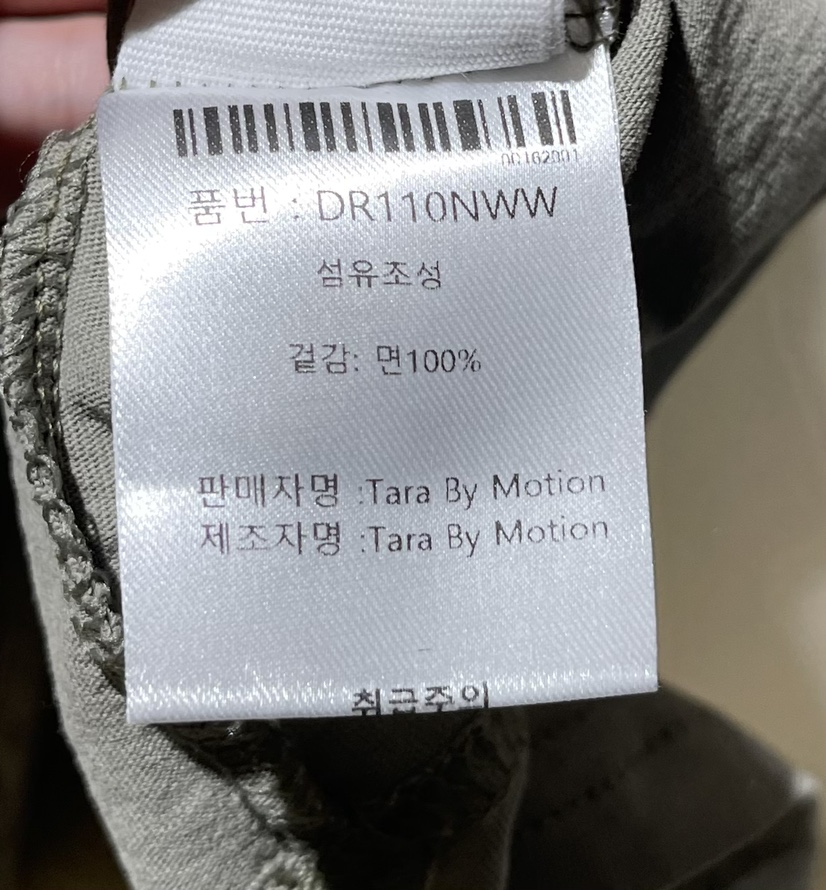 00162001
품번 : DR110NWW
섬유조성
겉감: 면100%
판매자명 :Tara By Motion
제조자명 :Tara By Motion
취급주의